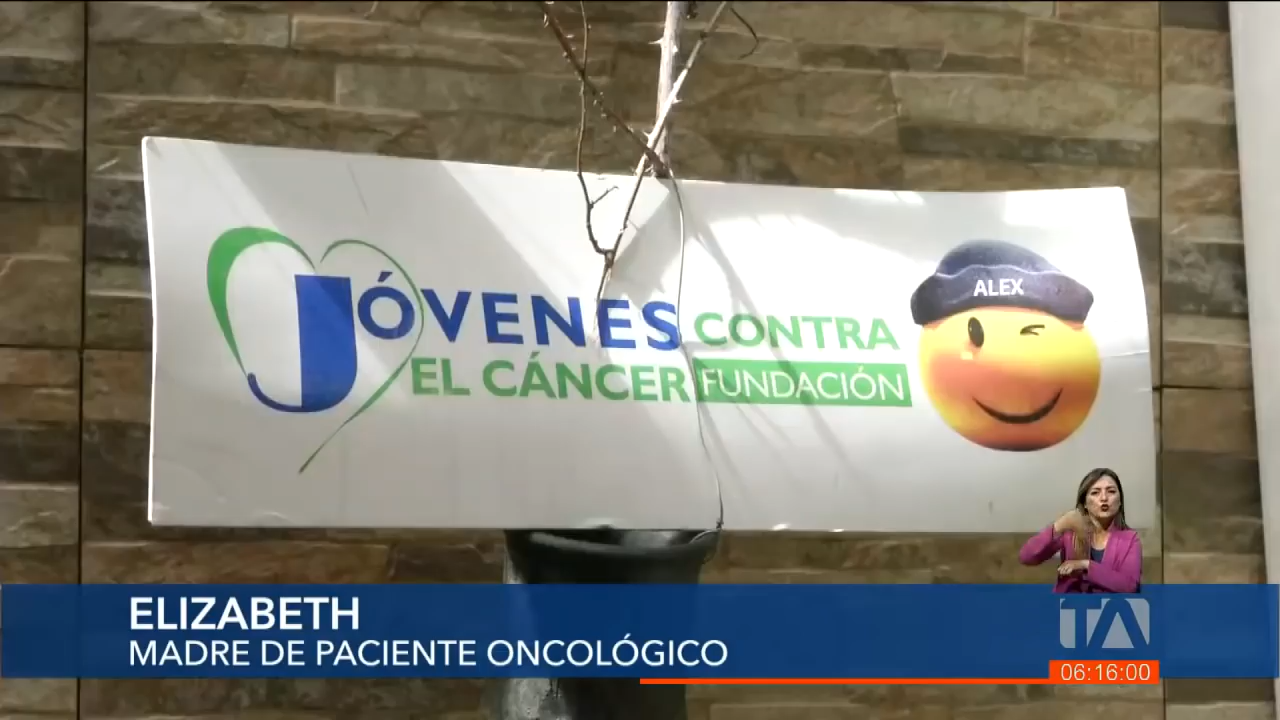 JÓVENES CONTRA
EL CÁNCER FUNDACIÓN
ALEX
ELIZABETH
MADRE DE PACIENTE ONCOLÓGICO
TA
06:16:00